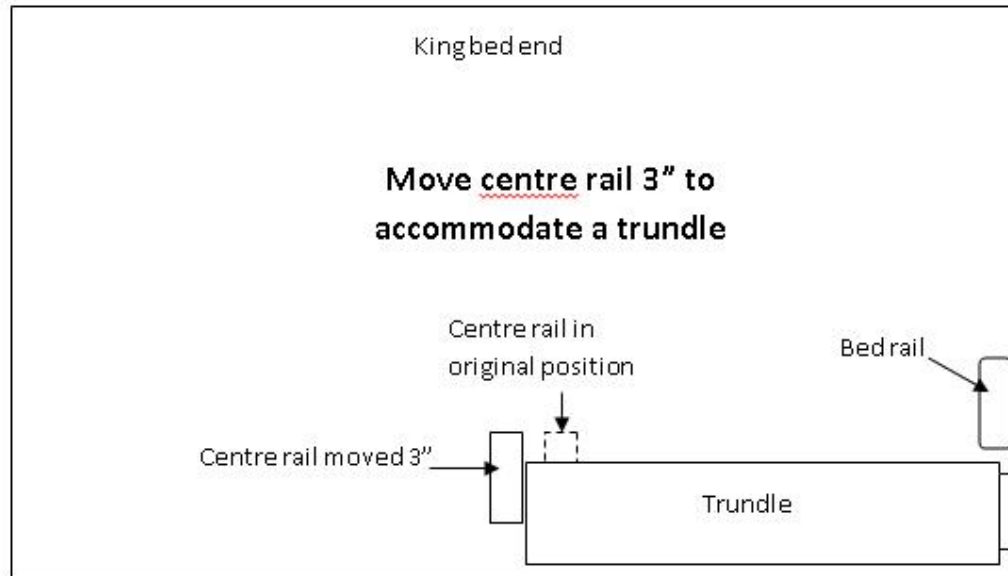 King bed end
Move centre rail 3" to
accommodate a trundle
Centre rail in
original position
Bed rail
Centre rail moved 3"
Trundle